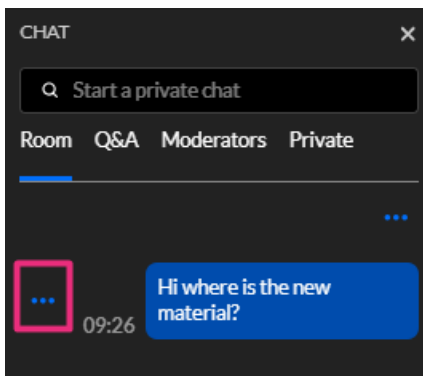 CHAT
Start a private chat
Room Q&A Moderators Private
09:26
Hi where is the new
material?